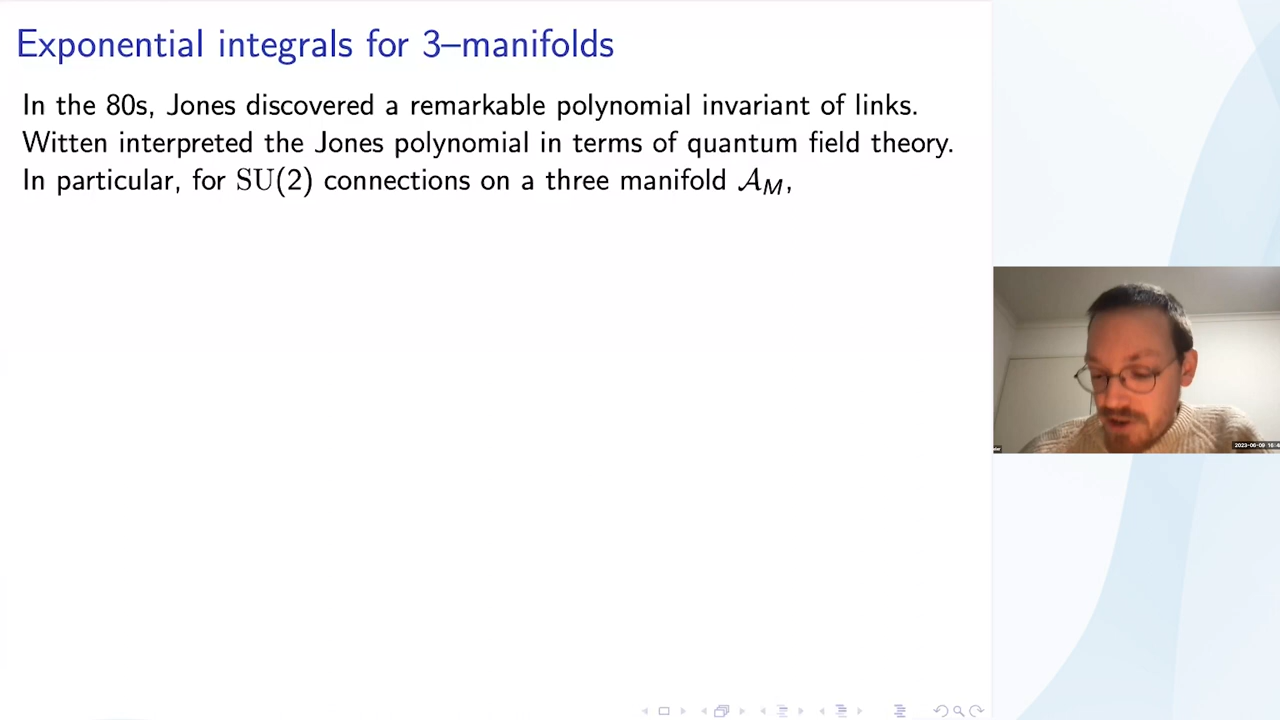 Exponential integrals for 3–manifolds
In the 80s, Jones discovered a remarkable polynomial invariant of links.
Witten interpreted the Jones polynomial in terms of quantum field theory.
In particular, for SU(2) connections on a three manifold 𝒜_M,